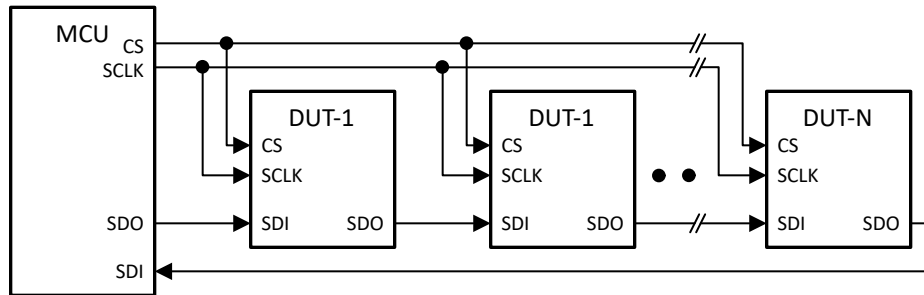 MCU
CS
SCLK
SDO
SDI
DUT-1
CS
SCLK
SDI SDO
DUT-1
CS
SCLK
SDI SDO
DUT-N
CS
SCLK
SDI SDO